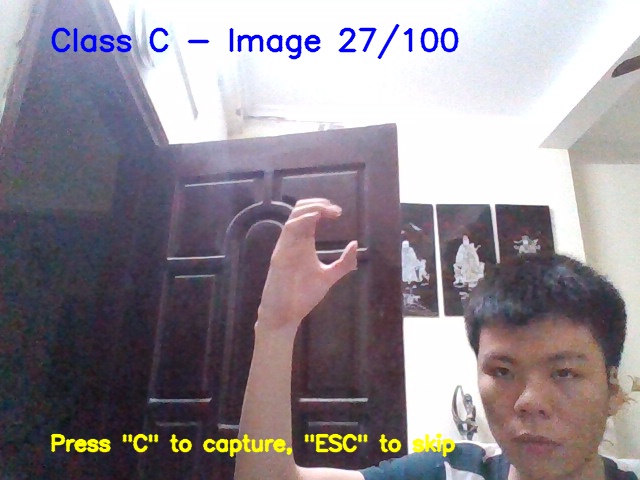 Class C - Image 27/100
Press "C" to capture, "ESC" to skip